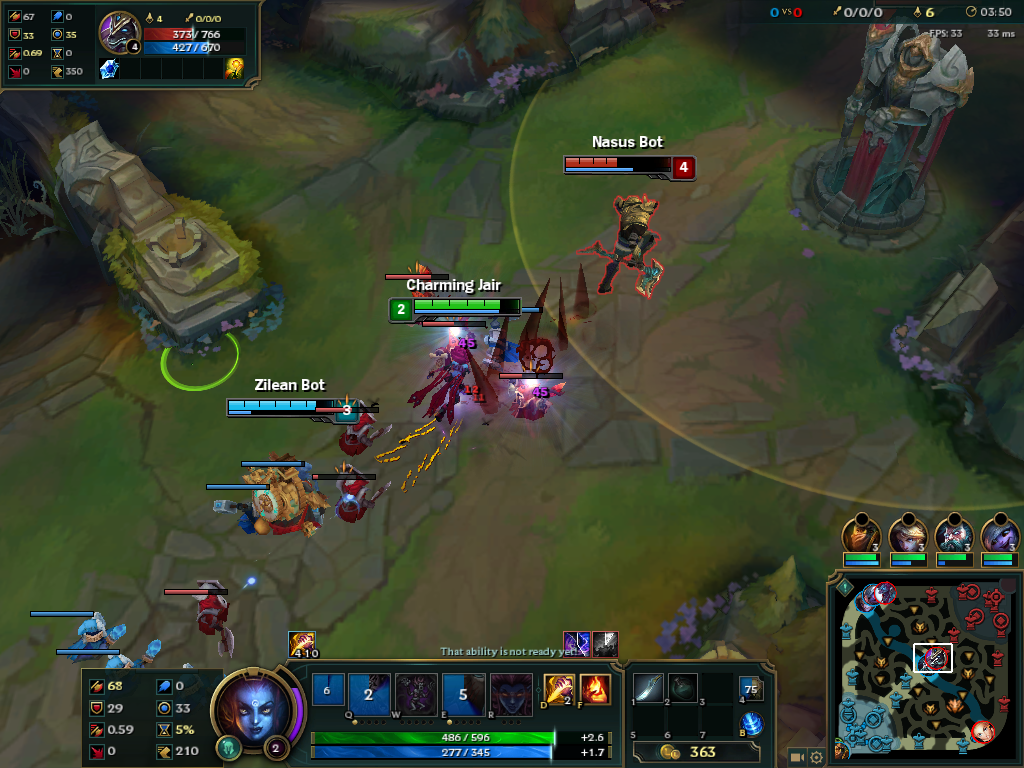 67 0 4 0/0/0
33 35 4 373/ 766
0.69 0 427/ 670
0 350
0 vs 0 0/0/0 6 03:50
FPS: 33 33 ms
Nasus Bot
4
Charming Jair
2
45
45
Zilean Bot
3
3 3 3 3
4 10
That ability is not ready yet.
68 0
29 33
0.59 5%
0 210
2
6 2 5 2
Q W E R D F
486 / 596 +2.6
277 / 345 +1.7
1 2 3 4 75
5 6 7 B
363